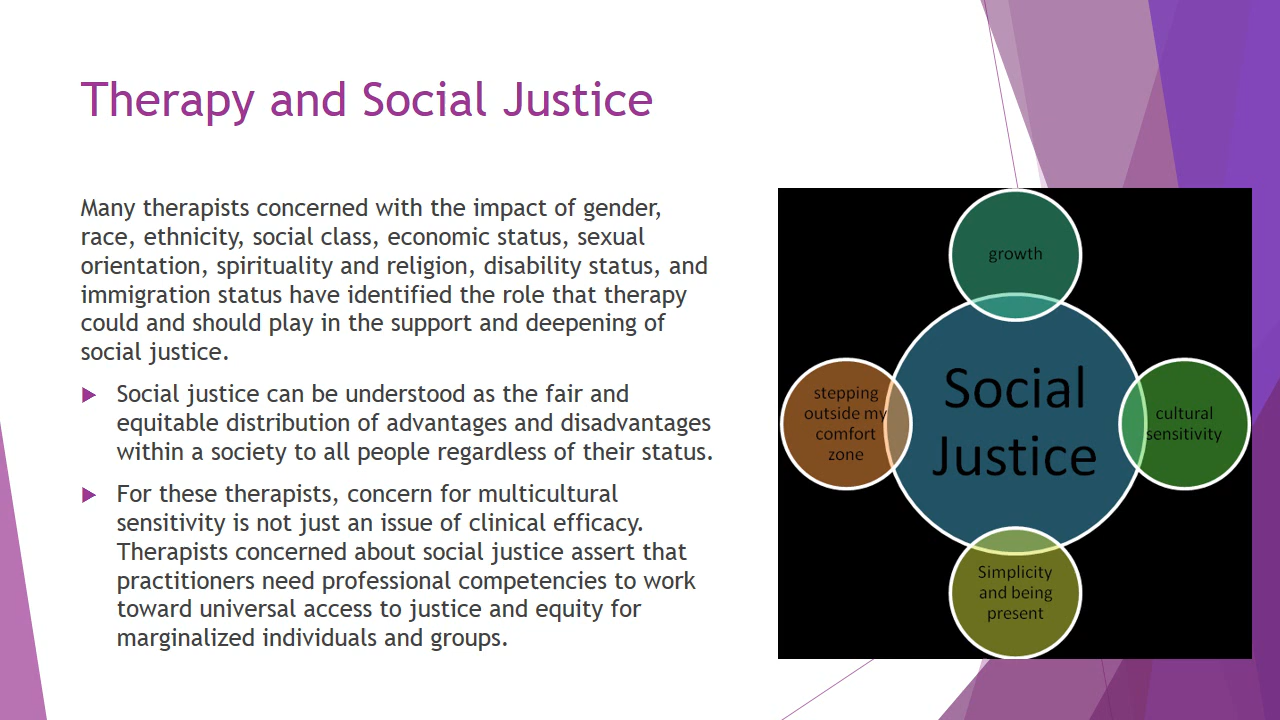 Therapy and Social Justice
Many therapists concerned with the impact of gender,
race, ethnicity, social class, economic status, sexual
orientation, spirituality and religion, disability status, and
immigration status have identified the role that therapy
could and should play in the support and deepening of
social justice.
Social justice can be understood as the fair and
equitable distribution of advantages and disadvantages
within a society to all people regardless of their status.
For these therapists, concern for multicultural
sensitivity is not just an issue of clinical efficacy.
Therapists concerned about social justice assert that
practitioners need professional competencies to work
toward universal access to justice and equity for
marginalized individuals and groups.
growth
Social
Justice
stepping
outside my
comfort
zone
cultural
sensitivity
Simplicity
and being
present